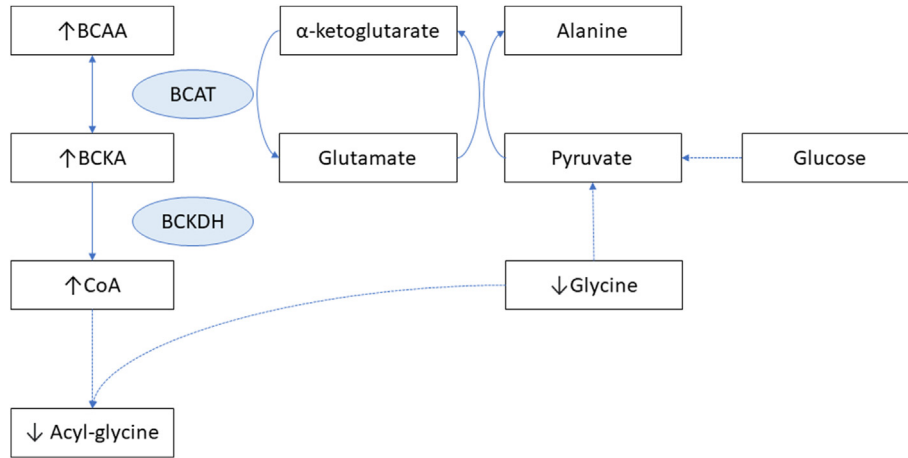 ↑BCAA
α-ketoglutarate
Alanine
BCAT
↑BCKA
Glutamate
Pyruvate
Glucose
BCKDH
↑CoA
↓Glycine
↓ Acyl-glycine